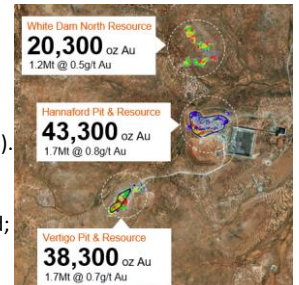 White Dam North Resource
20,300 oz Au
1.2Mt @ 0.5g/t Au
Hannaford Pit & Resource
43,300 oz Au
1.7Mt @ 0.8g/t Au
).
d;
Vertigo Pit & Resource
38,300 oz Au
1.7Mt @ 0.7g/t Au